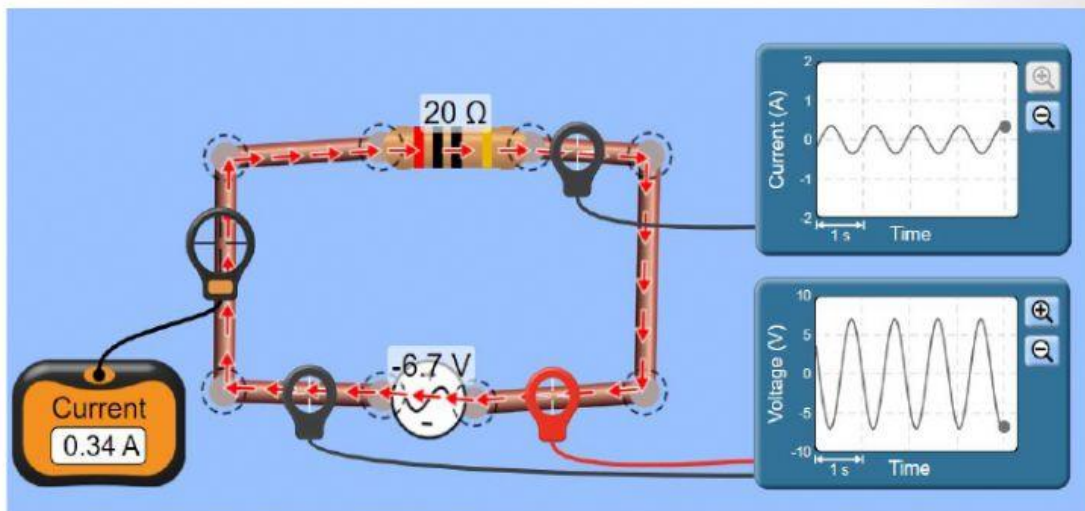 20 Ω
-6.7 V
-
Current
0.34 A
Current (A)
2
1
0
-1
-2
1 s
Time
Voltage (V)
10
5
0
-5
-10
1 s
Time